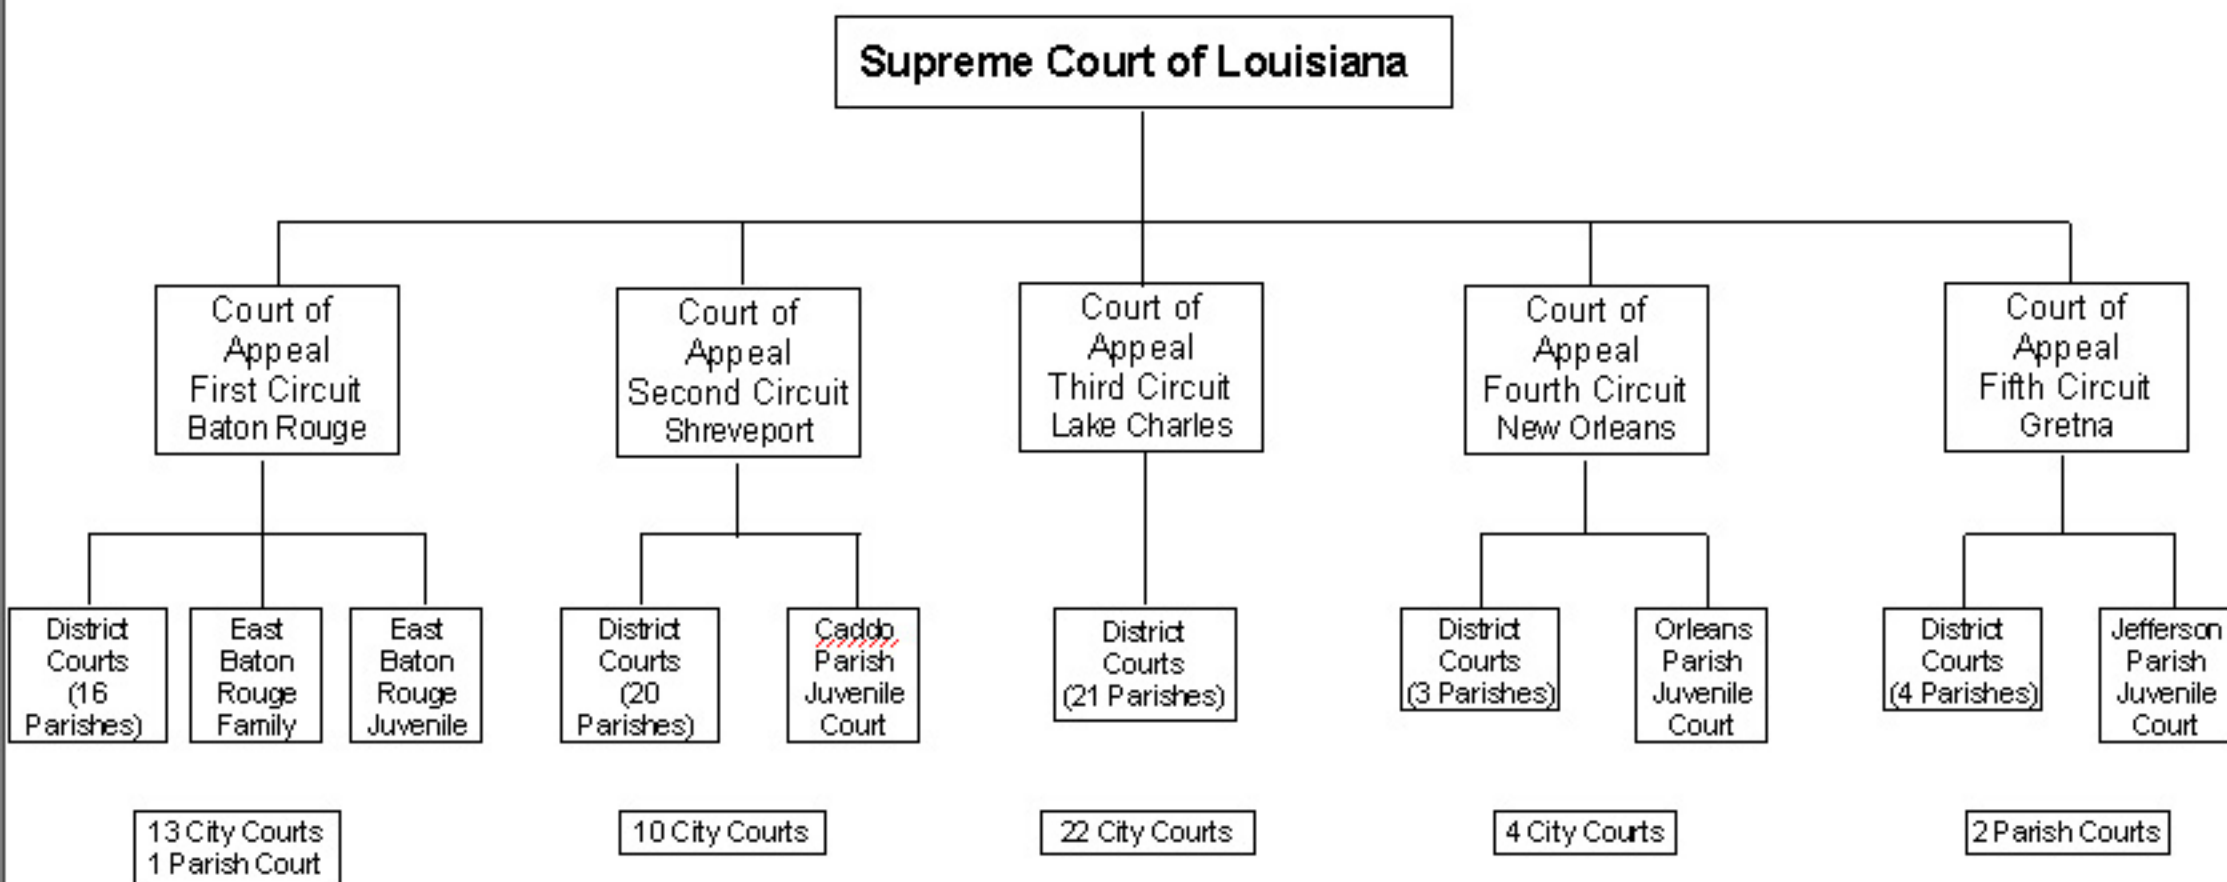 Supreme Court of Louisiana
Court of
Appeal
First Circuit
Baton Rouge
Court of
Appeal
Second Circuit
Shreveport
Court of
Appeal
Third Circuit
Lake Charles
Court of
Appeal
Fourth Circuit
New Orleans
Court of
Appeal
Fifth Circuit
Gretna
District
Courts
(16
Parishes)
East
Baton
Rouge
Family
East
Baton
Rouge
Juvenile
District
Courts
(20
Parishes)
Caddo
Parish
Juvenile
Court
District
Courts
(21 Parishes)
District
Courts
(3 Parishes)
Orleans
Parish
Juvenile
Court
District
Courts
(4 Parishes)
Jefferson
Parish
Juvenile
Court
13 City Courts
1 Parish Court
10 City Courts
22 City Courts
4 City Courts
2 Parish Courts